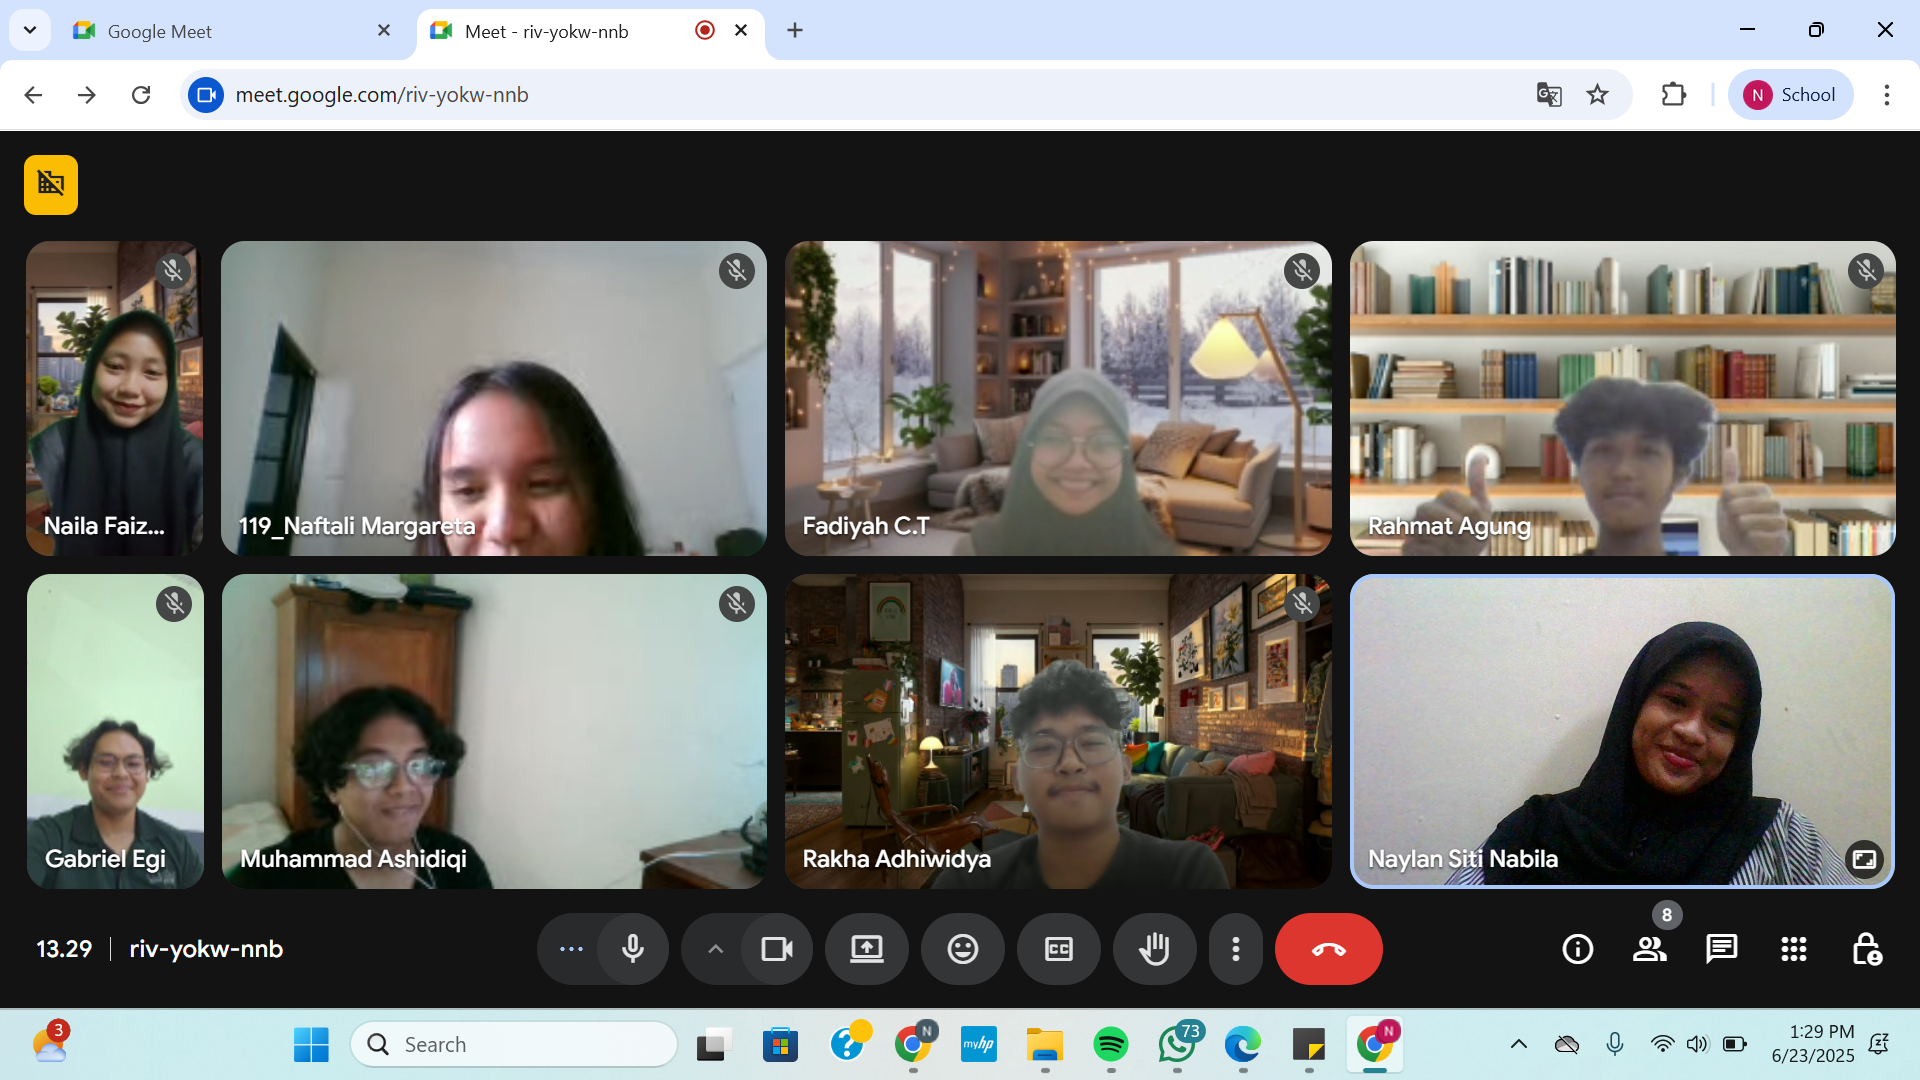 Google Meet
Meet - riv-yokw-nnb
meet.google.com/riv-yokw-nnb
N School
Naila Faiz...
119_Naftali Margareta
Fadiyah C.T
Rahmat Agung
Gabriel Egi
Muhammad Ashidiqi
Rakha Adhiwidya
Naylan Siti Nabila
13.29 riv-yokw-nnb
CC
8
3
Search
N
myhp
73
N
1:29 PM
6/23/2025